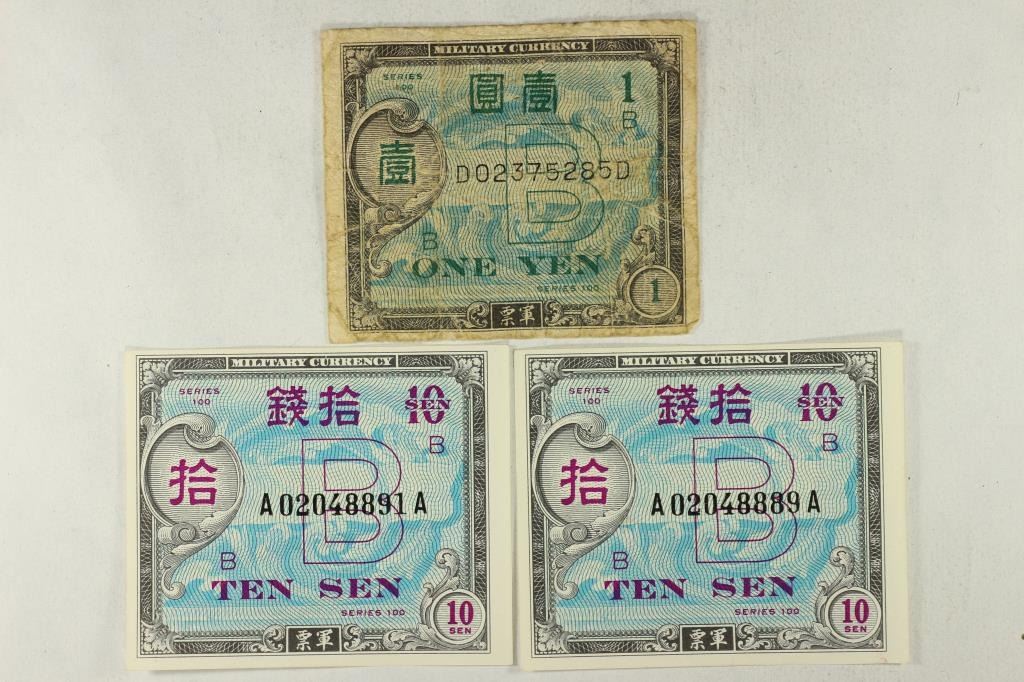 MILITARY CURRENCY
SERIES 100
圓壹
1
B
壹
D02375285D
B
B
ONE YEN
SERIES 100
1
票軍
MILITARY CURRENCY
SERIES 100
錢拾
10 SEN
B
拾
A02048891A
B
B
TEN SEN
SERIES 100
10 SEN
票軍
MILITARY CURRENCY
SERIES 100
錢拾
10 SEN
B
拾
A02048889A
B
B
TEN SEN
SERIES 100
10 SEN
票軍